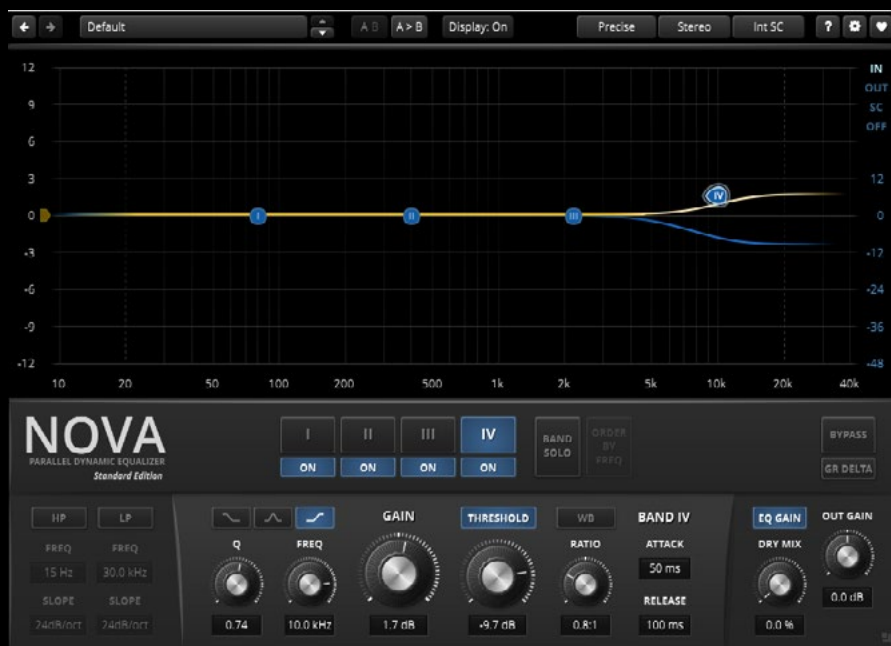 Default A B A > B Display: On Precise Stereo Int SC ?
12 IN
OUT
9 SC
OFF
6
3 12
0 I II III IV 0
-3 -12
-6 -24
-9 -36
-12 -48
10 20 50 100 200 500 1k 2k 5k 10k 20k 40k
NOVA
PARALLEL DYNAMIC EQUALIZER
Standard Edition
I II III IV
ON ON ON ON
BAND
SOLO
ORDER
BY
FREQ
BYPASS
GR DELTA
HP LP
FREQ FREQ
15 Hz 30.0 kHz
SLOPE SLOPE
24dB/oct 24dB/oct
GAIN THRESHOLD WB BAND IV
Q FREQ RATIO ATTACK
50 ms
RELEASE
0.74 10.0 kHz 1.7 dB -9.7 dB 0.8:1 100 ms
EQ GAIN OUT GAIN
DRY MIX
0.0 dB
0.0 %